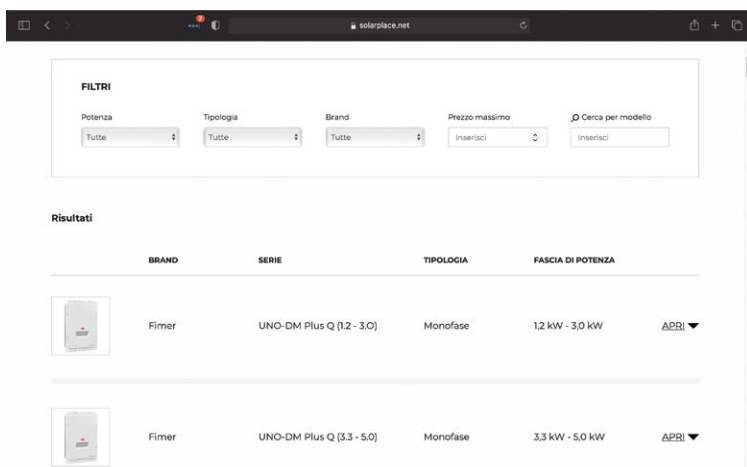 2
solarplace.net
FILTRI
Potenza Tipologia Brand Prezzo massimo Cerca per modello
Tutte Tutte Tutte Inserisci Inserisci
Risultati
BRAND SERIE TIPOLOGIA FASCIA DI POTENZA
Fimer UNO-DM Plus Q (1.2 - 3.0) Monofase 1,2 kW - 3,0 kW APRI
Fimer UNO-DM Plus Q (3.3 - 5.0) Monofase 3,3 kW - 5,0 kW APRI